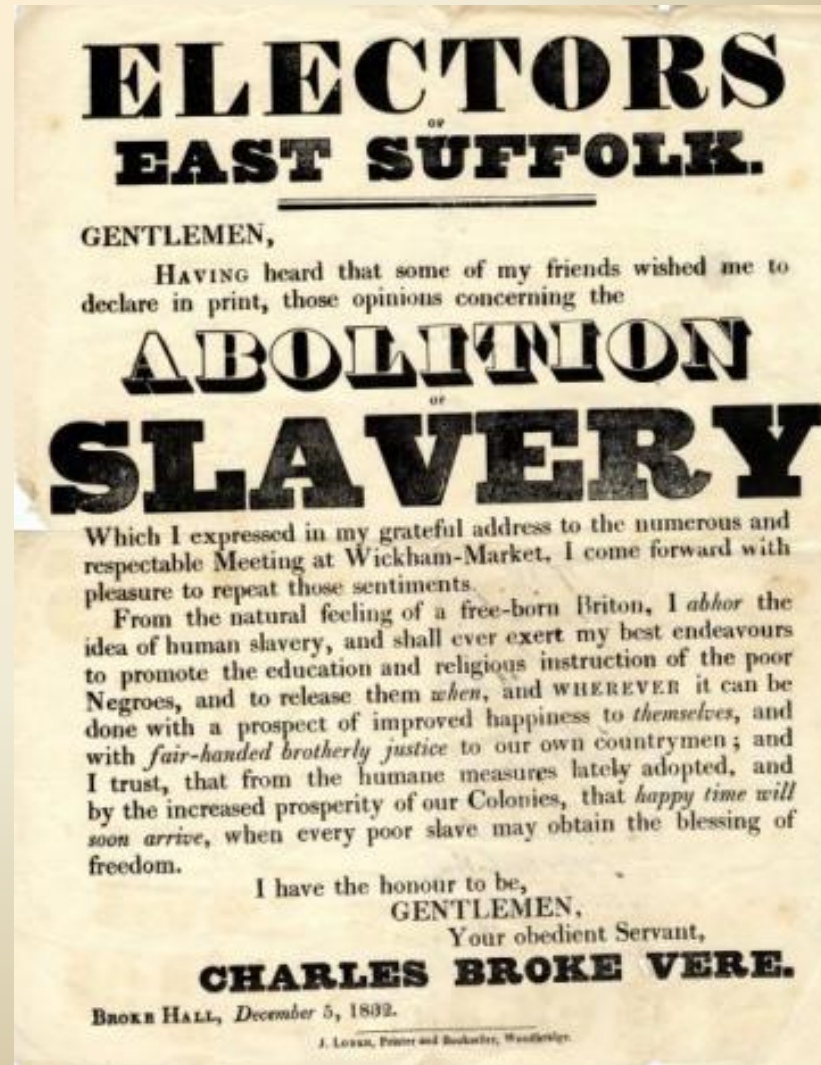 ELECTORS
OF
EAST SUFFOLK.
GENTLEMEN,
HAVING heard that some of my friends wished me to
declare in print, those opinions concerning the
ABOLITION
OF
SLAVERY
Which I expressed in my grateful address to the numerous and
respectable Meeting at Wickham-Market, I come forward with
pleasure to repeat those sentiments.
From the natural feeling of a free-born Briton, I abhor the
idea of human slavery, and shall ever exert my best endeavours
to promote the education and religious instruction of the poor
Negroes, and to release them when, and WHEREVER it can be
done with a prospect of improved happiness to themselves, and
with fair-handed brotherly justice to our own countrymen; and
I trust, that from the humane measures lately adopted, and
by the increased prosperity of our Colonies, that happy time will
soon arrive, when every poor slave may obtain the blessing of
freedom.
I have the honour to be,
GENTLEMEN,
Your obedient Servant,
CHARLES BROKE VERE.
BROKE HALL, December 5, 1832.
J. Loder, Printer and Bookseller, Woodbridge.